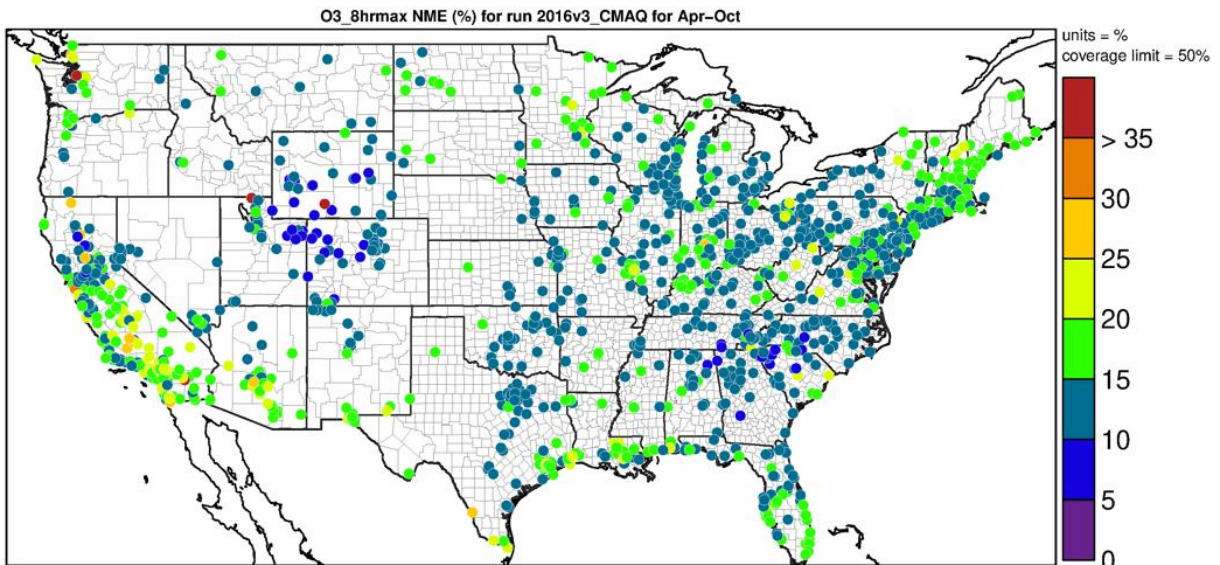 O3_8hrmax NME (%) for run 2016v3_CMAQ for Apr-Oct
units = %
coverage limit = 50%
> 35
30
25
20
15
10
5
0